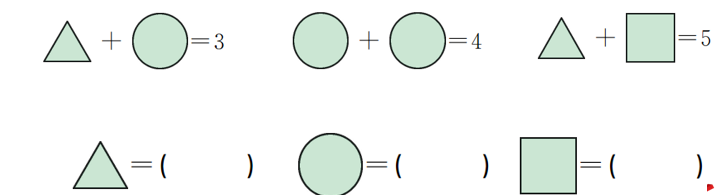 △ + ○ = 3 ○ + ○ = 4 △ + □ = 5
△ = ( ) ○ = ( ) □ = ( )